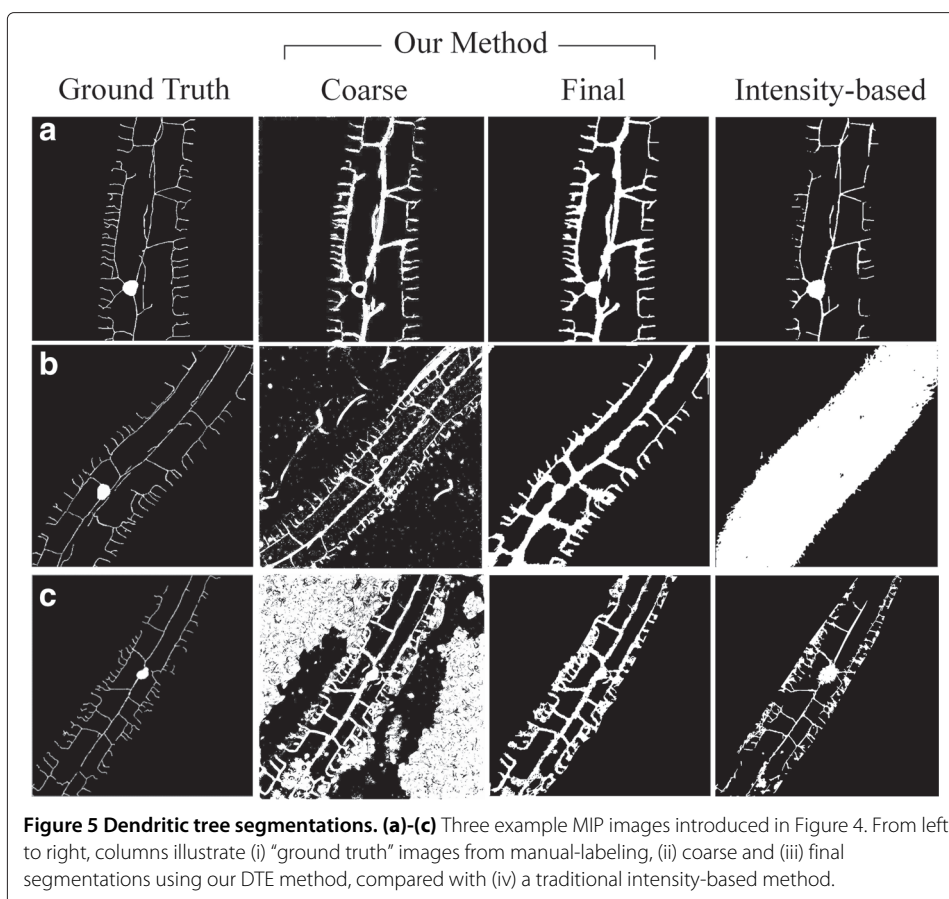 Our Method
Ground Truth Coarse Final Intensity-based
a
b
c
Figure 5 Dendritic tree segmentations. (a)-(c) Three example MIP images introduced in Figure 4. From left
to right, columns illustrate (i) “ground truth” images from manual-labeling, (ii) coarse and (iii) final
segmentations using our DTE method, compared with (iv) a traditional intensity-based method.